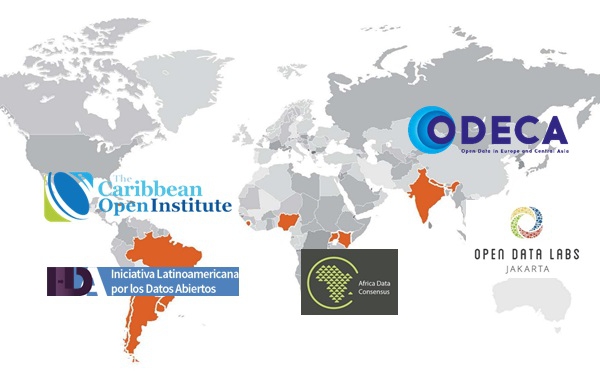 ODECA
Open Data in Europe and Central Asia
The
Caribbean
Open Institute
OPEN DATA LABS
JAKARTA
Iniciativa Latinoamericana
por los Datos Abiertos
Africa Data
Consensus